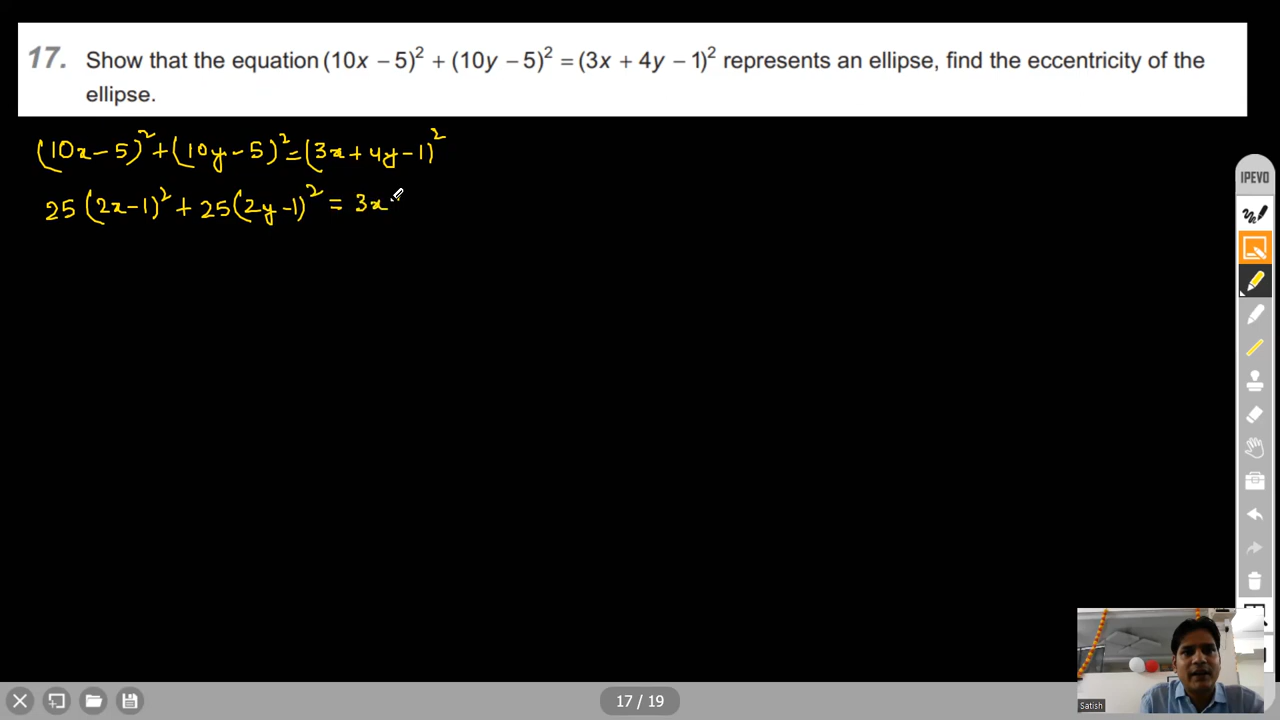 17. Show that the equation (10x − 5)² + (10y − 5)² = (3x + 4y − 1)² represents an ellipse, find the eccentricity of the
ellipse.
(10x − 5)² + (10y − 5)² = (3x + 4y − 1)²
25 (2x − 1)² + 25 (2y − 1)² = 3x
IPEVO
Satish
17 / 19